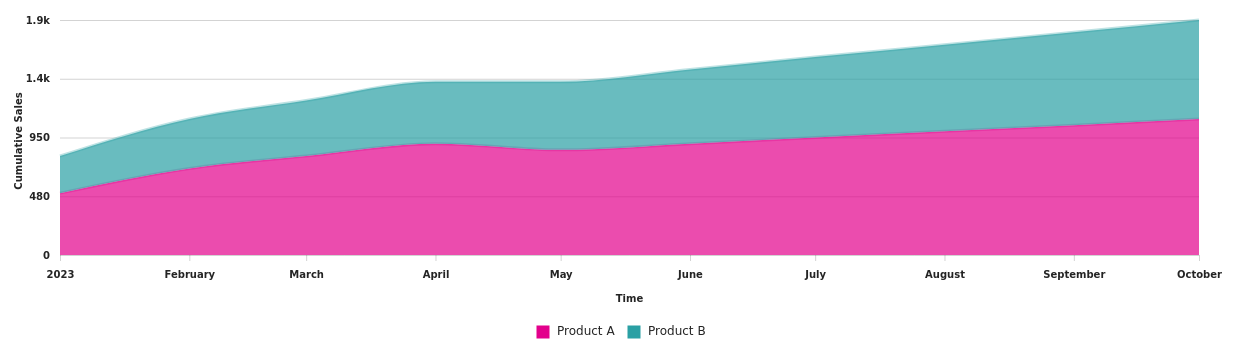 1.9k
1.4k
950
480
0
Cumulative Sales
2023 February March April May June July August September October
Time
Product A Product B